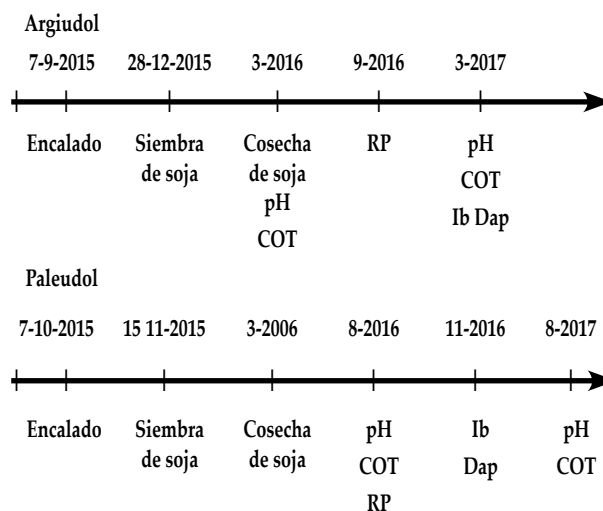 Argiudol
7-9-2015 28-12-2015 3-2016 9-2016 3-2017
Encalado Siembra Cosecha RP pH
de soja de soja COT
pH Ib Dap
COT
Paleudol
7-10-2015 15 11-2015 3-2006 8-2016 11-2016 8-2017
Encalado Siembra Cosecha pH Ib pH
de soja de soja COT Dap COT
RP